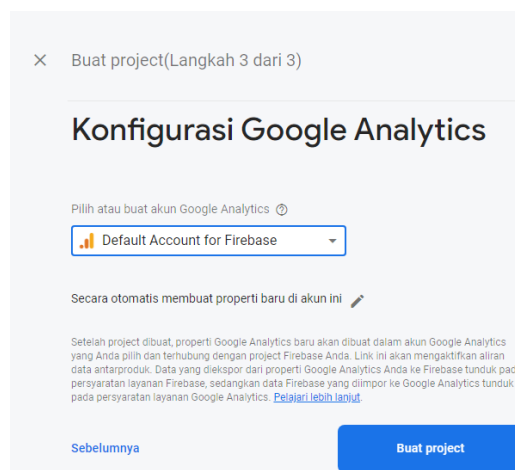 Buat project(Langkah 3 dari 3)
Konfigurasi Google Analytics
Pilih atau buat akun Google Analytics
Default Account for Firebase
Secara otomatis membuat properti baru di akun ini
Setelah project dibuat, properti Google Analytics baru akan dibuat dalam akun Google Analytics
yang Anda pilih dan terhubung dengan project Firebase Anda. Link ini akan mengaktifkan aliran
data antarproduk. Data yang diekspor dari properti Google Analytics Anda ke Firebase tunduk pad
persyaratan layanan Firebase, sedangkan data Firebase yang diimpor ke Google Analytics tunduk
pada persyaratan layanan Google Analytics. Pelajari lebih lanjut.
Sebelumnya
Buat project